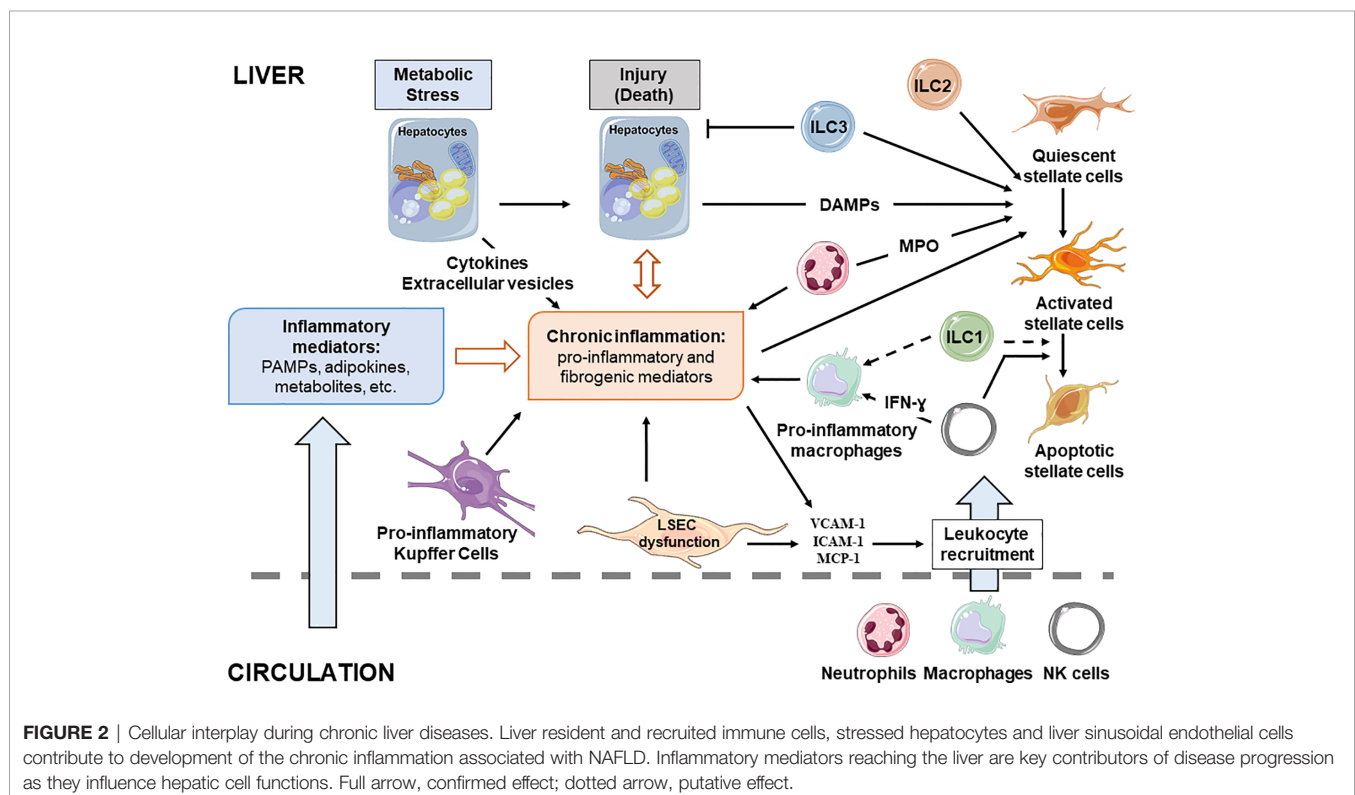 LIVER
Metabolic
Stress
Injury
(Death)
ILC2
Hepatocytes
Hepatocytes
ILC3
Quiescent
stellate cells
DAMPs
MPO
Cytokines
Extracellular vesicles
Activated
stellate cells
Inflammatory
mediators:
PAMPs, adipokines,
metabolites, etc.
Chronic inflammation:
pro-inflammatory and
fibrogenic mediators
ILC1
IFN-ɣ
Pro-inflammatory
macrophages
Apoptotic
stellate cells
Pro-inflammatory
Kupffer Cells
LSEC
dysfunction
VCAM-1
ICAM-1
MCP-1
Leukocyte
recruitment
CIRCULATION
Neutrophils Macrophages NK cells
FIGURE 2 | Cellular interplay during chronic liver diseases. Liver resident and recruited immune cells, stressed hepatocytes and liver sinusoidal endothelial cells
contribute to development of the chronic inflammation associated with NAFLD. Inflammatory mediators reaching the liver are key contributors of disease progression
as they influence hepatic cell functions. Full arrow, confirmed effect; dotted arrow, putative effect.